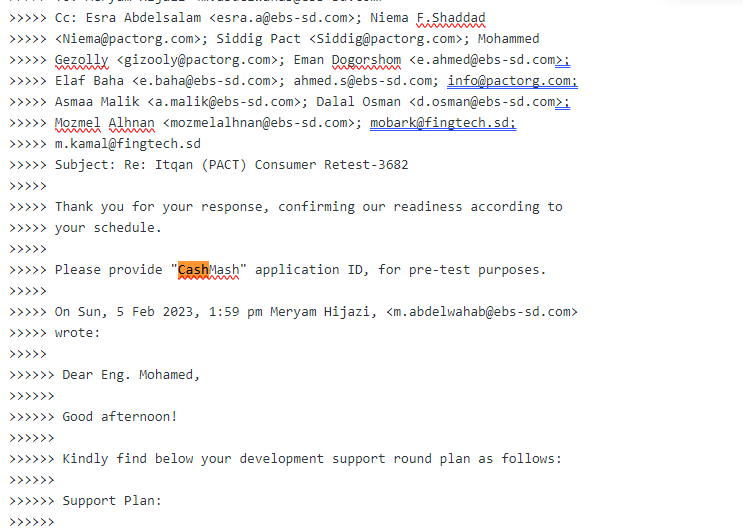 >>>>> Cc: Esra Abdelsalam <esra.a@ebs-sd.com>; Niema F.Shaddad
>>>>> <Niema@pactorg.com>; Siddig Pact <Siddig@pactorg.com>; Mohammed
>>>>> Gezolly <gizooly@pactorg.com>; Eman Dogorshom <e.ahmed@ebs-sd.com>;
>>>>> Elaf Baha <e.baha@ebs-sd.com>; ahmed.s@ebs-sd.com; info@pactorg.com;
>>>>> Asmaa Malik <a.malik@ebs-sd.com>; Dalal Osman <d.osman@ebs-sd.com>;
>>>>> Mozmel Alhnan <mozmelalhnan@ebs-sd.com>; mobark@fingtech.sd;
>>>>> m.kamal@fingtech.sd
>>>>> Subject: Re: Itqan (PACT) Consumer Retest-3682
>>>>>
>>>>> Thank you for your response, confirming our readiness according to
>>>>> your schedule.
>>>>>
>>>>> Please provide "CashMash" application ID, for pre-test purposes.
>>>>>
>>>>> On Sun, 5 Feb 2023, 1:59 pm Meryam Hijazi, <m.abdelwahab@ebs-sd.com>
>>>>> wrote:
>>>>>
>>>>>> Dear Eng. Mohamed,
>>>>>>
>>>>>> Good afternoon!
>>>>>>
>>>>>> Kindly find below your development support round plan as follows:
>>>>>>
>>>>>> Support Plan:
>>>>>>